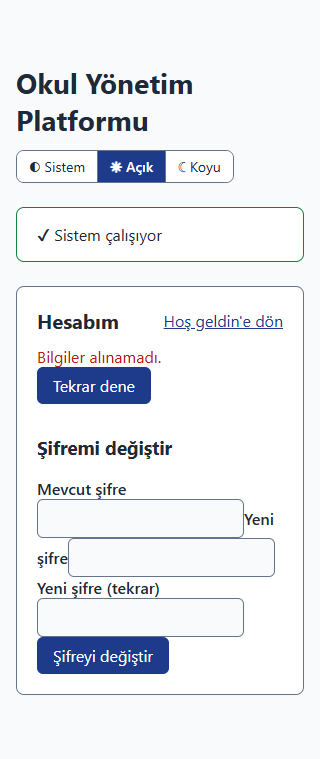 Okul Yönetim
Platformu
Sistem Açık Koyu
✓ Sistem çalışıyor
Hesabım Hoş geldin'e dön
Bilgiler alınamadı.
Tekrar dene
Şifremi değiştir
Mevcut şifre
Yeni
şifre
Yeni şifre (tekrar)
Şifreyi değiştir